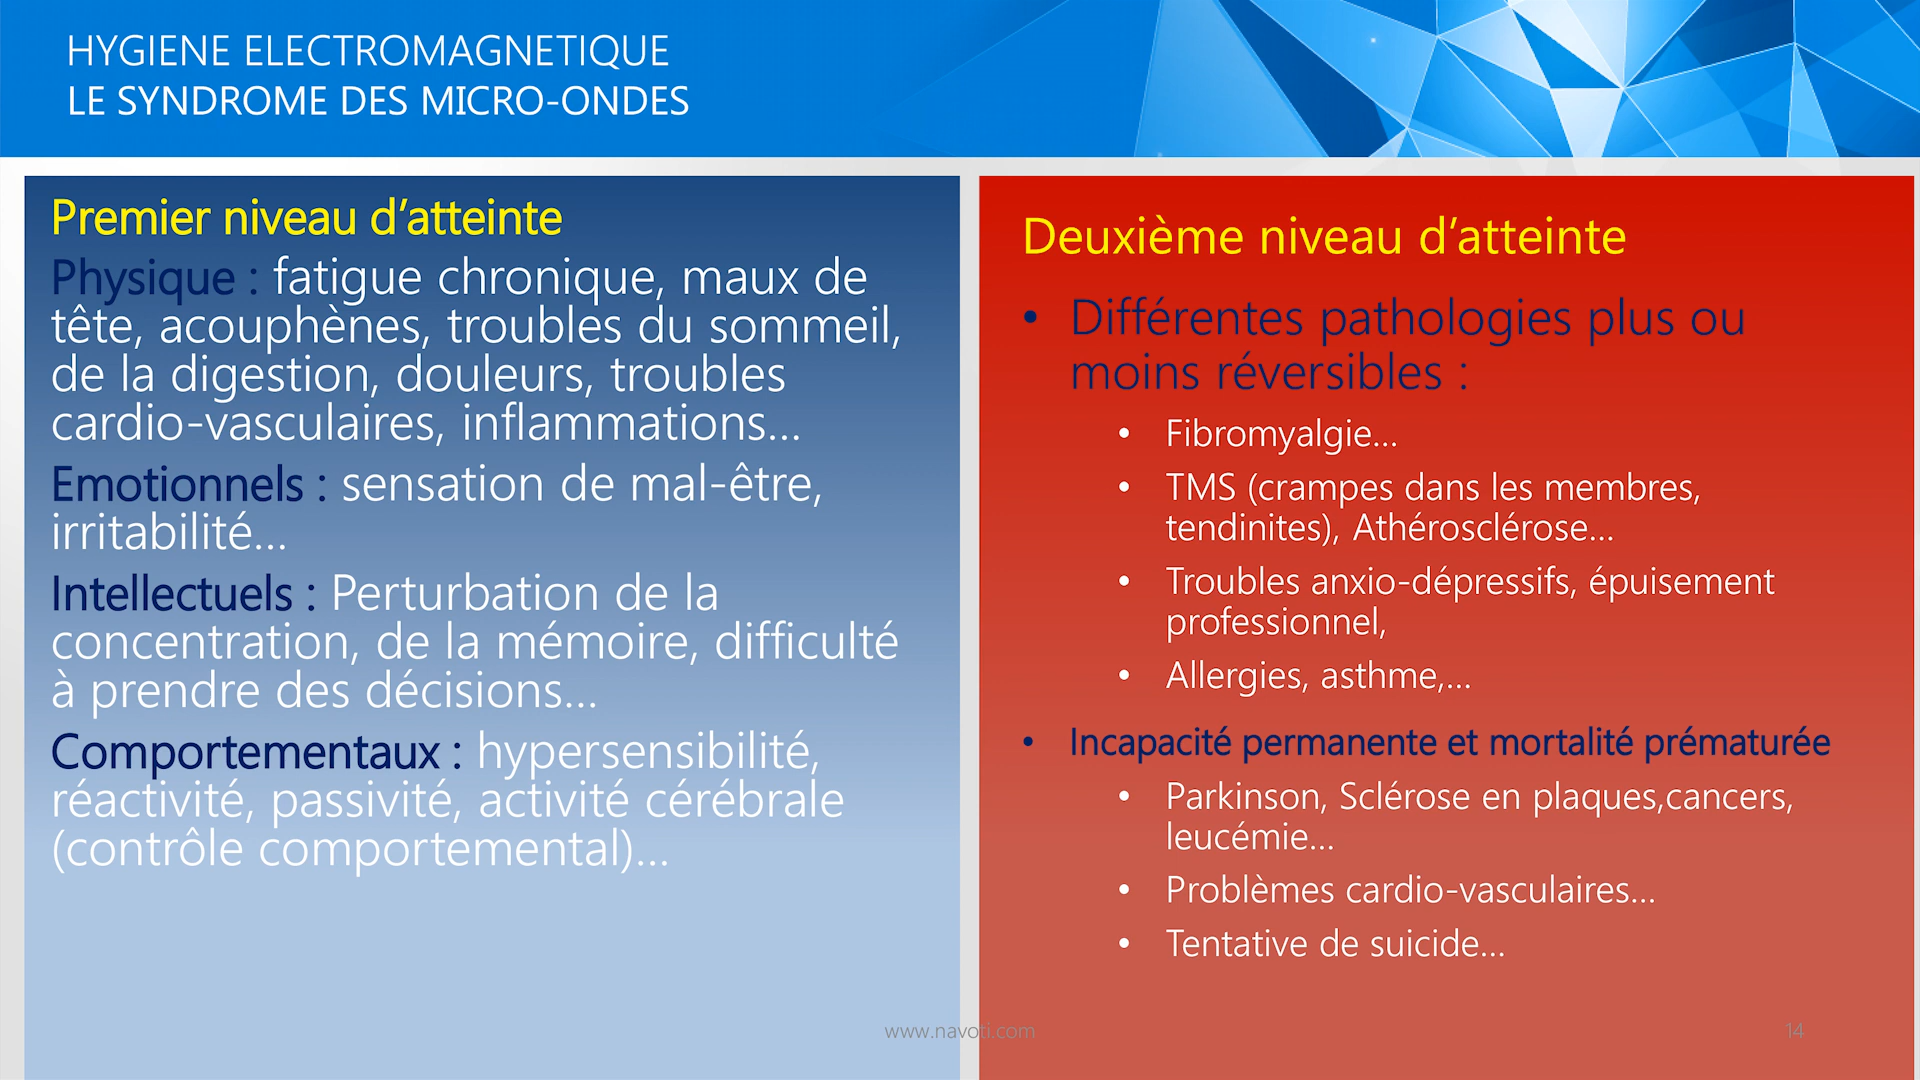 HYGIENE ELECTROMAGNETIQUE
LE SYNDROME DES MICRO-ONDES
Premier niveau d’atteinte
Physique : fatigue chronique, maux de
tête, acouphènes, troubles du sommeil,
de la digestion, douleurs, troubles
cardio-vasculaires, inflammations…
Emotionnels : sensation de mal-être,
irritabilité…
Intellectuels : Perturbation de la
concentration, de la mémoire, difficulté
à prendre des décisions…
Comportementaux : hypersensibilité,
réactivité, passivité, activité cérébrale
(contrôle comportemental)…
Deuxième niveau d’atteinte
• Différentes pathologies plus ou
moins réversibles :
• Fibromyalgie…
• TMS (crampes dans les membres,
tendinites), Athérosclérose…
• Troubles anxio-dépressifs, épuisement
professionnel,
• Allergies, asthme,…
• Incapacité permanente et mortalité prématurée
• Parkinson, Sclérose en plaques,cancers,
leucémie…
• Problèmes cardio-vasculaires…
• Tentative de suicide…
www.navoti.com
14